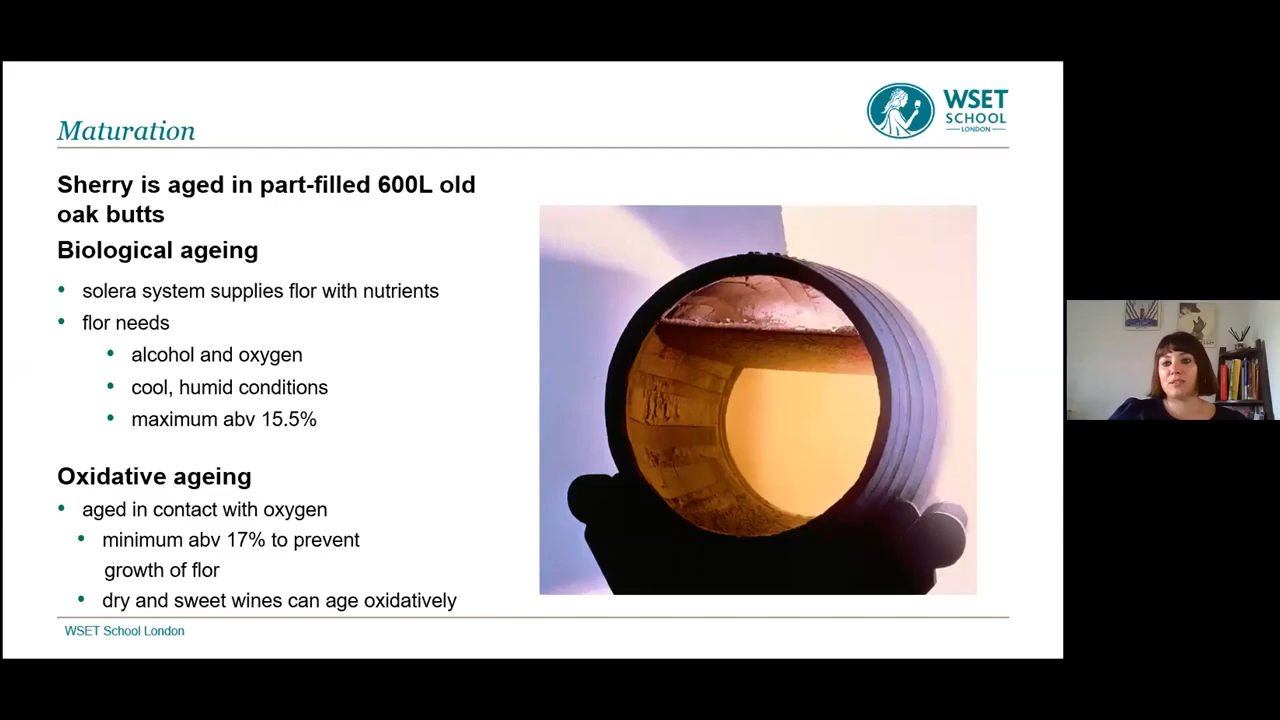 WSET
SCHOOL
LONDON
Maturation
Sherry is aged in part-filled 600L old
oak butts
Biological ageing
• solera system supplies flor with nutrients
• flor needs
• alcohol and oxygen
• cool, humid conditions
• maximum abv 15.5%
Oxidative ageing
• aged in contact with oxygen
• minimum abv 17% to prevent
growth of flor
• dry and sweet wines can age oxidatively
WSET School London